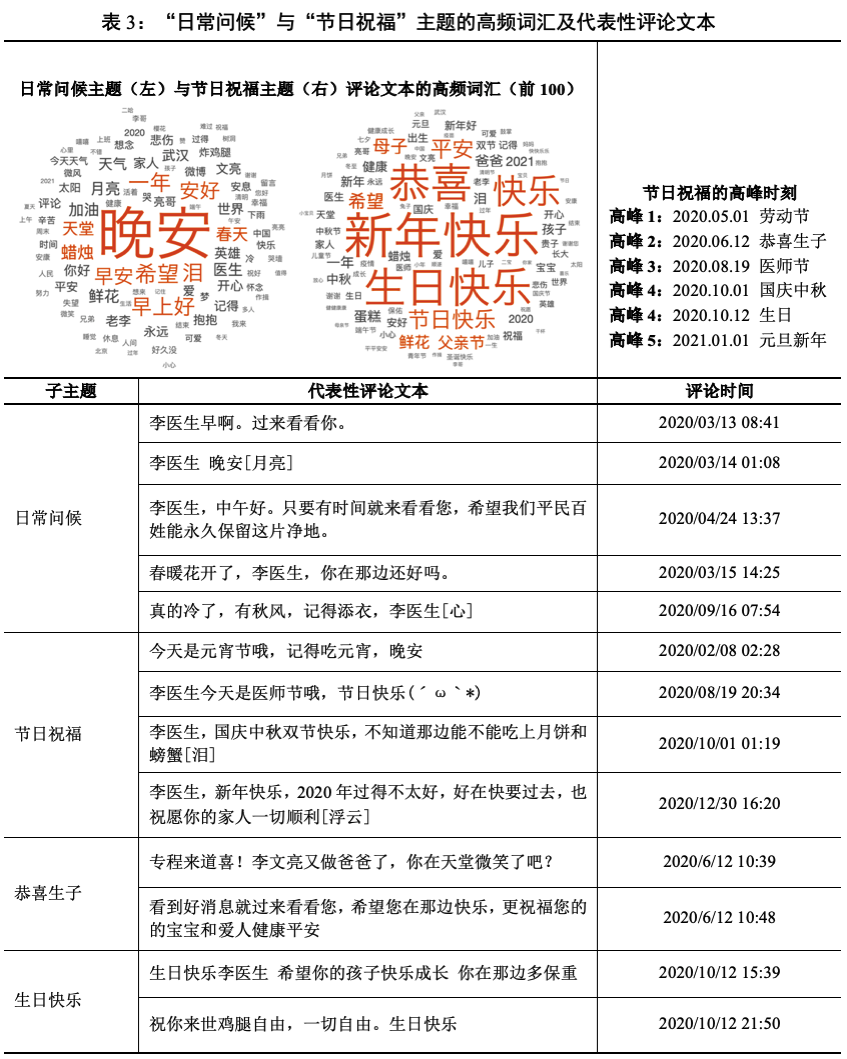 表 3：“日常问候”与“节日祝福”主题的高频词汇及代表性评论文本
日常问候主题（左）与节日祝福主题（右）评论文本的高频词汇（前 100）
李哥
2020 悲伤 过得
想念 武汉 炸鸡腿
今天天气 天气 家人 微博 文亮
微风
太阳 月亮 一年 安好 安息 留言
哭 亮哥 幸福
评论 加油 世界 下雨
天堂 晚安 春天 中国
时间 蜡烛 英雄 快乐
你好 早安 希望 泪 医生 冷
平安 开心 怀念
鲜花 早上好 爱 梦 记得
老李 抱抱
永远
休息 人间 可爱
好久没
小心
元旦 新年好
出生 母子 平安 双节 记得
健康 恭喜 爸爸 2021
新年 永远 快乐
医生 希望 泪
天堂 新年快乐 开心
中秋节 孩子
家人 一年 蜡烛 爱 贵子
中秋 生日快乐 宝宝
谢谢 生日
蛋糕 安好 节日快乐 2020
小心 祝福
鲜花 父亲节
节日祝福的高峰时刻
高峰 1：2020.05.01 劳动节
高峰 2：2020.06.12 恭喜生子
高峰 3：2020.08.19 医师节
高峰 4：2020.10.01 国庆中秋
高峰 4：2020.10.12 生日
高峰 5：2021.01.01 元旦新年
子主题 代表性评论文本 评论时间
日常问候
李医生早啊。过来看看你。 2020/03/13 08:41
李医生 晚安[月亮] 2020/03/14 01:08
李医生，中午好。只要有时间就来看看您，希望我们平民百
姓能永久保留这片净地。 2020/04/24 13:37
春暖花开了，李医生，你在那边还好吗。 2020/03/15 14:25
真的冷了，有秋风，记得添衣，李医生[心] 2020/09/16 07:54
节日祝福
今天是元宵节哦，记得吃元宵，晚安 2020/02/08 02:28
李医生今天是医师节哦，节日快乐(´ω｀*) 2020/08/19 20:34
李医生，国庆中秋双节快乐，不知道那边能不能吃上月饼和
螃蟹[泪] 2020/10/01 01:19
李医生，新年快乐，2020 年过得不太好，好在快要过去，也
祝愿你的家人一切顺利[浮云] 2020/12/30 16:20
恭喜生子
专程来道喜！李文亮又做爸爸了，你在天堂微笑了吧？ 2020/6/12 10:39
看到好消息就过来看看您，希望您在那边快乐，更祝福您的
的宝宝和爱人健康平安 2020/6/12 10:48
生日快乐
生日快乐李医生 希望你的孩子快乐成长 你在那边多保重 2020/10/12 15:39
祝你来世鸡腿自由，一切自由。生日快乐 2020/10/12 21:50